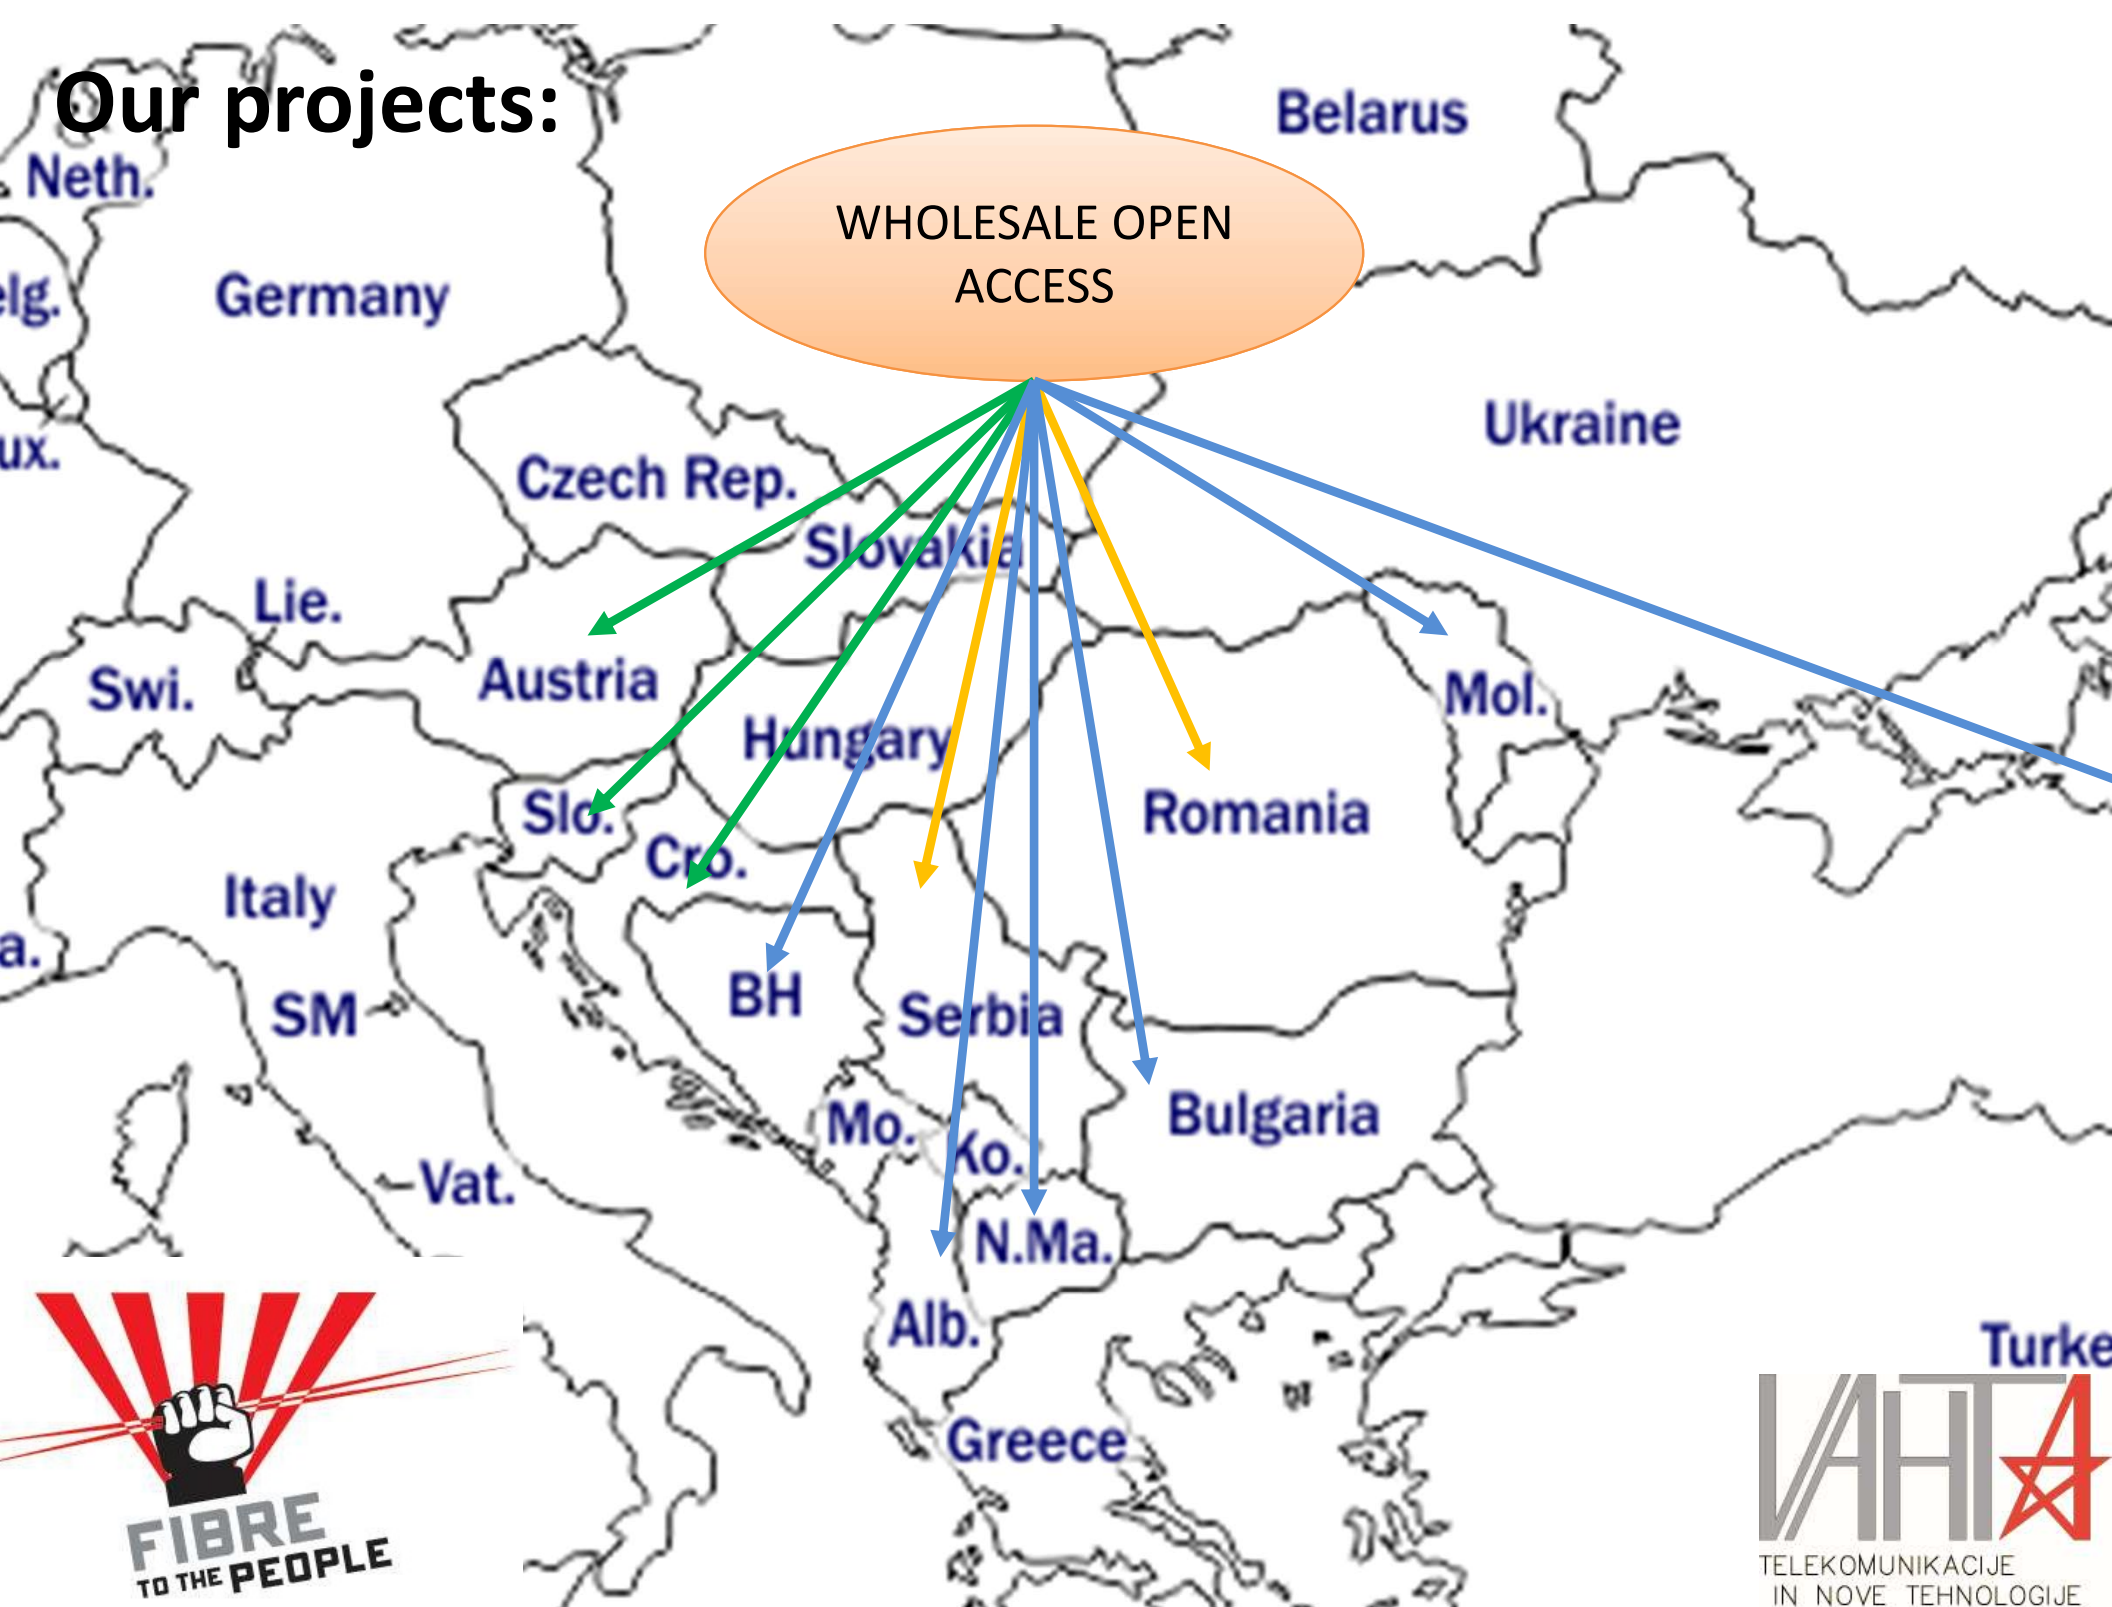 Our projects:
Belarus
Neth.
WHOLESALE OPEN
ACCESS
elg.
Germany
Ukraine
ux.
Czech Rep.
Slovakia
Lie.
Swi.
Austria
Mol.
Hungary
Slo.
Romania
Cro.
Italy
a.
BH
SM
Serbia
Mo.
Bulgaria
Ko.
Vat.
N.Ma.
Alb.
Turke
Greece
FIBRE
TO THE PEOPLE
VAHTA
TELEKOMUNIKACIJE
IN NOVE TEHNOLOGIJE